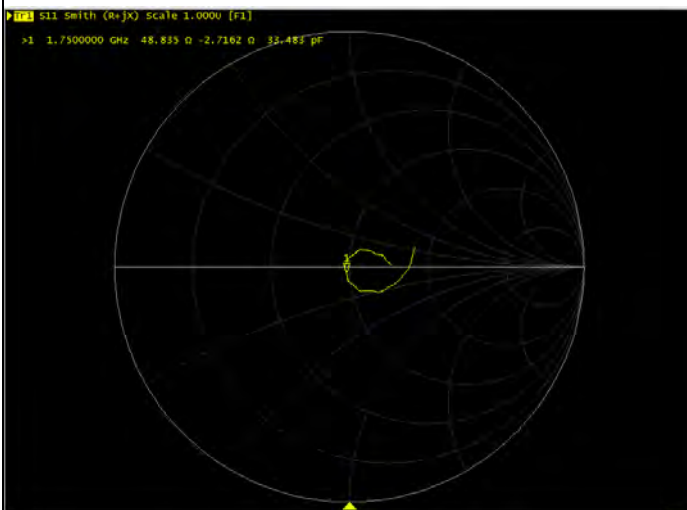 Tr1 S11 Smith (R+jX) Scale 1.000U [F1]
>1 1.7500000 GHz 48.835 Ω -2.7162 Ω 33.483 pF
1